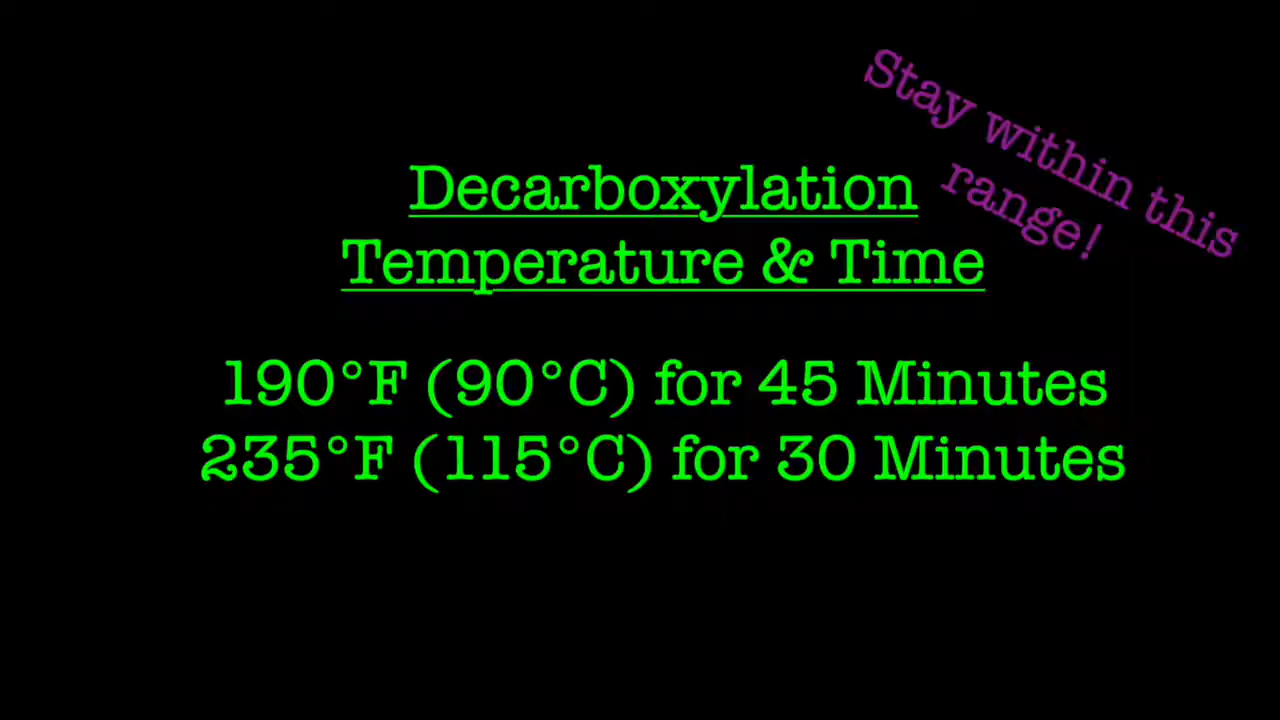 Stay within this
range!
Decarboxylation
Temperature & Time
190°F (90°C) for 45 Minutes
235°F (115°C) for 30 Minutes